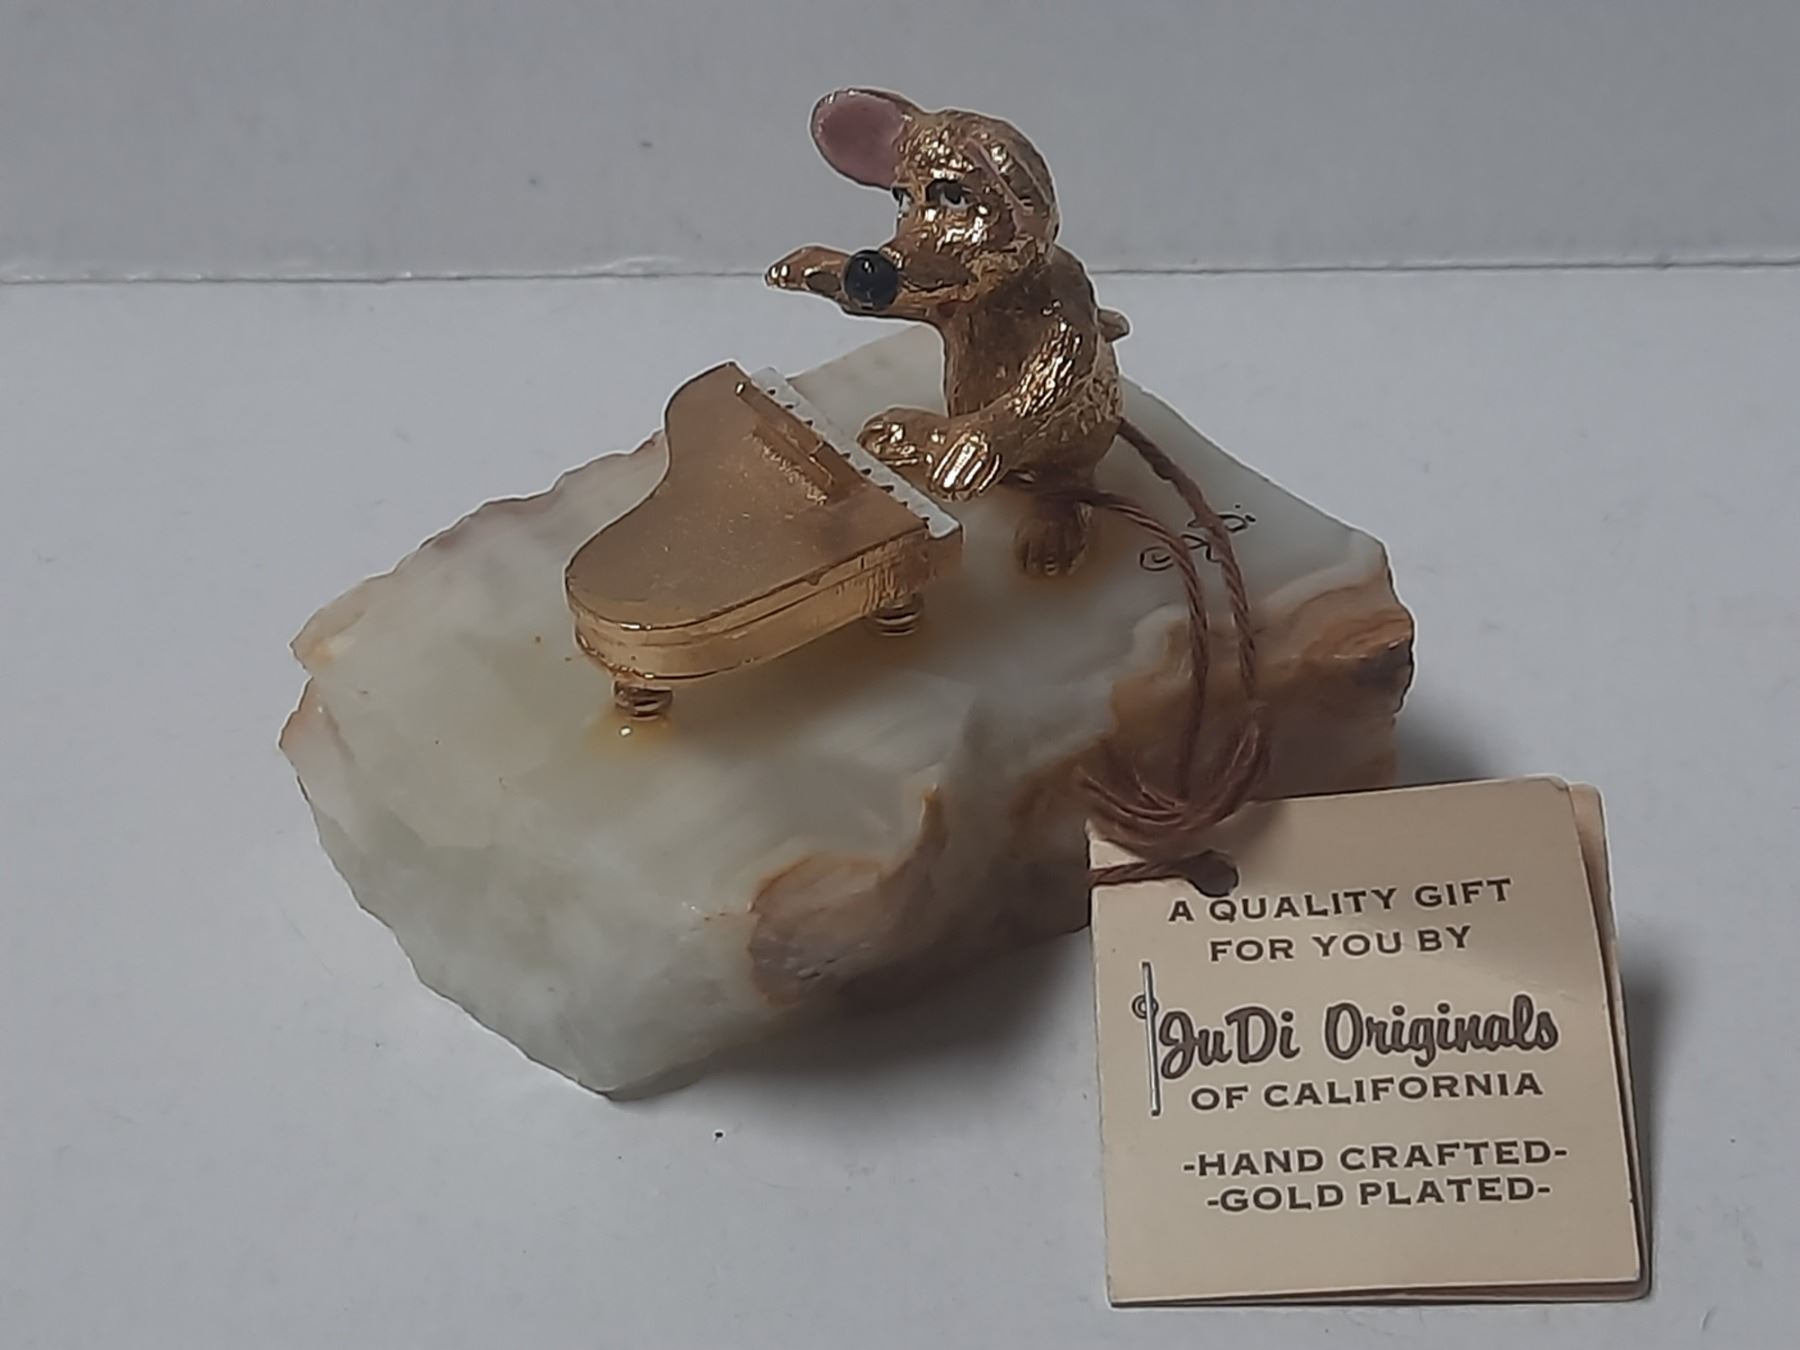 A QUALITY GIFT
FOR YOU BY
© JuDi Originals
OF CALIFORNIA
-HAND CRAFTED-
-GOLD PLATED-
©